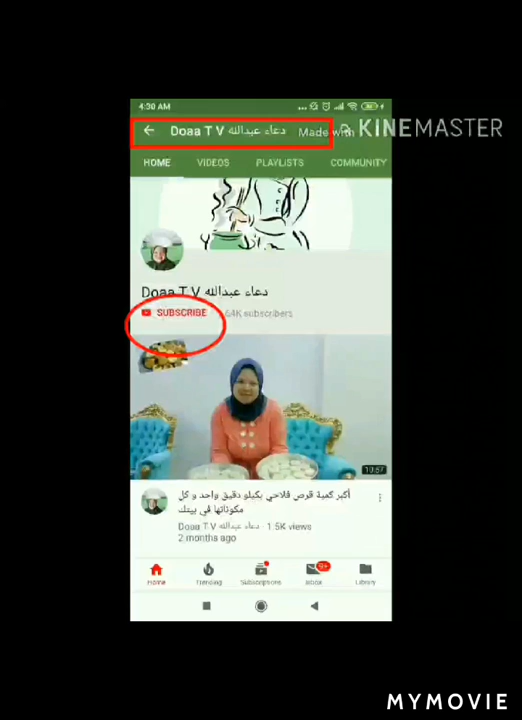 4:30 AM
Doaa T V دعاء عبدالله
Made with KINEMASTER
HOME VIDEOS PLAYLISTS COMMUNITY
Doaa T V دعاء عبدالله
SUBSCRIBE 64K subscribers
10:57
أكبر كمية قرص فلاحي بكيلو دقيق واحد و كل
مكوناتها في بيتك
Doaa T V دعاء عبدالله · 1.5K views
2 months ago
9+
Home Trending Subscriptions Inbox Library
MYMOVIE